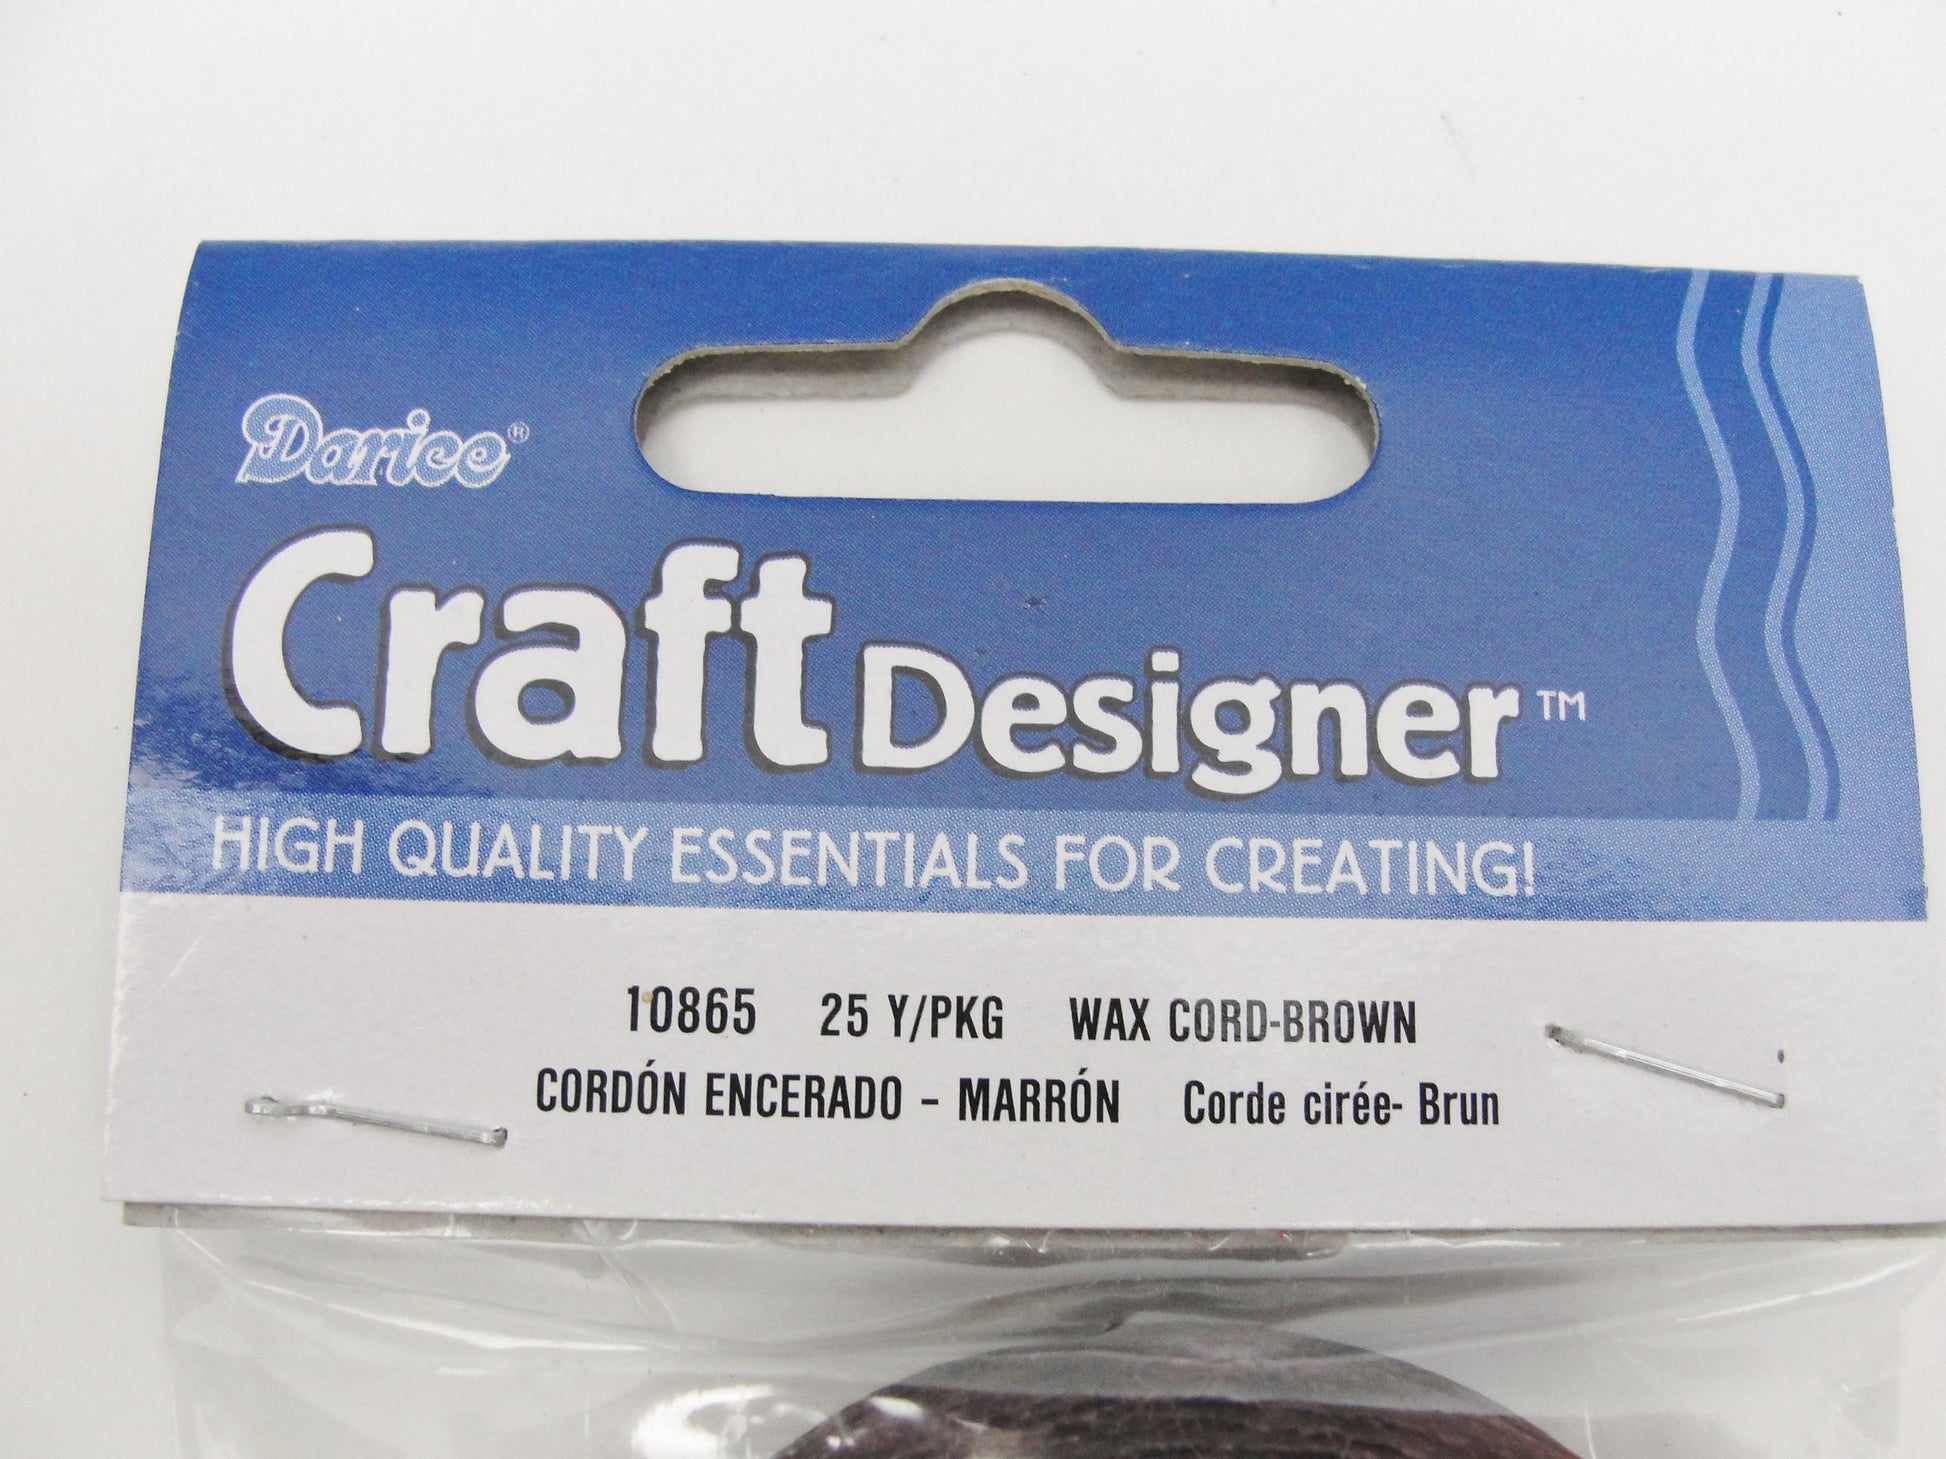 Darice®
Craft Designer™
HIGH QUALITY ESSENTIALS FOR CREATING!
10865 25 Y/PKG WAX CORD-BROWN
CORDÓN ENCERADO - MARRÓN Corde cirée- Brun